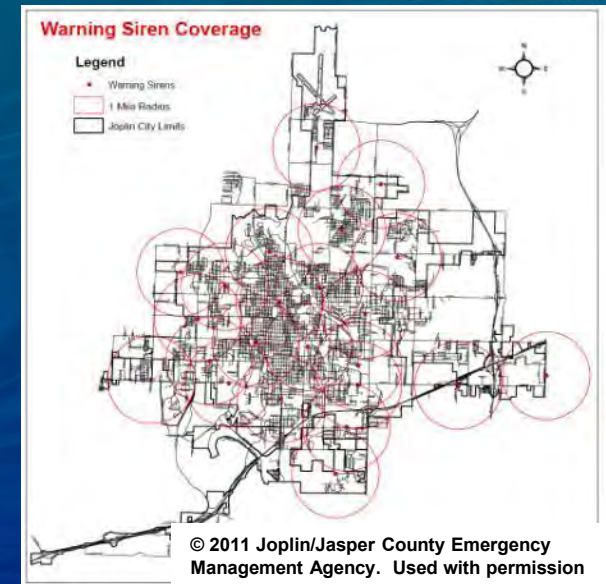 Warning Siren Coverage
Legend
Warning Sirens
1 Mile Radius
Joplin City Limits
N
W
E
S
© 2011 Joplin/Jasper County Emergency
Management Agency. Used with permission